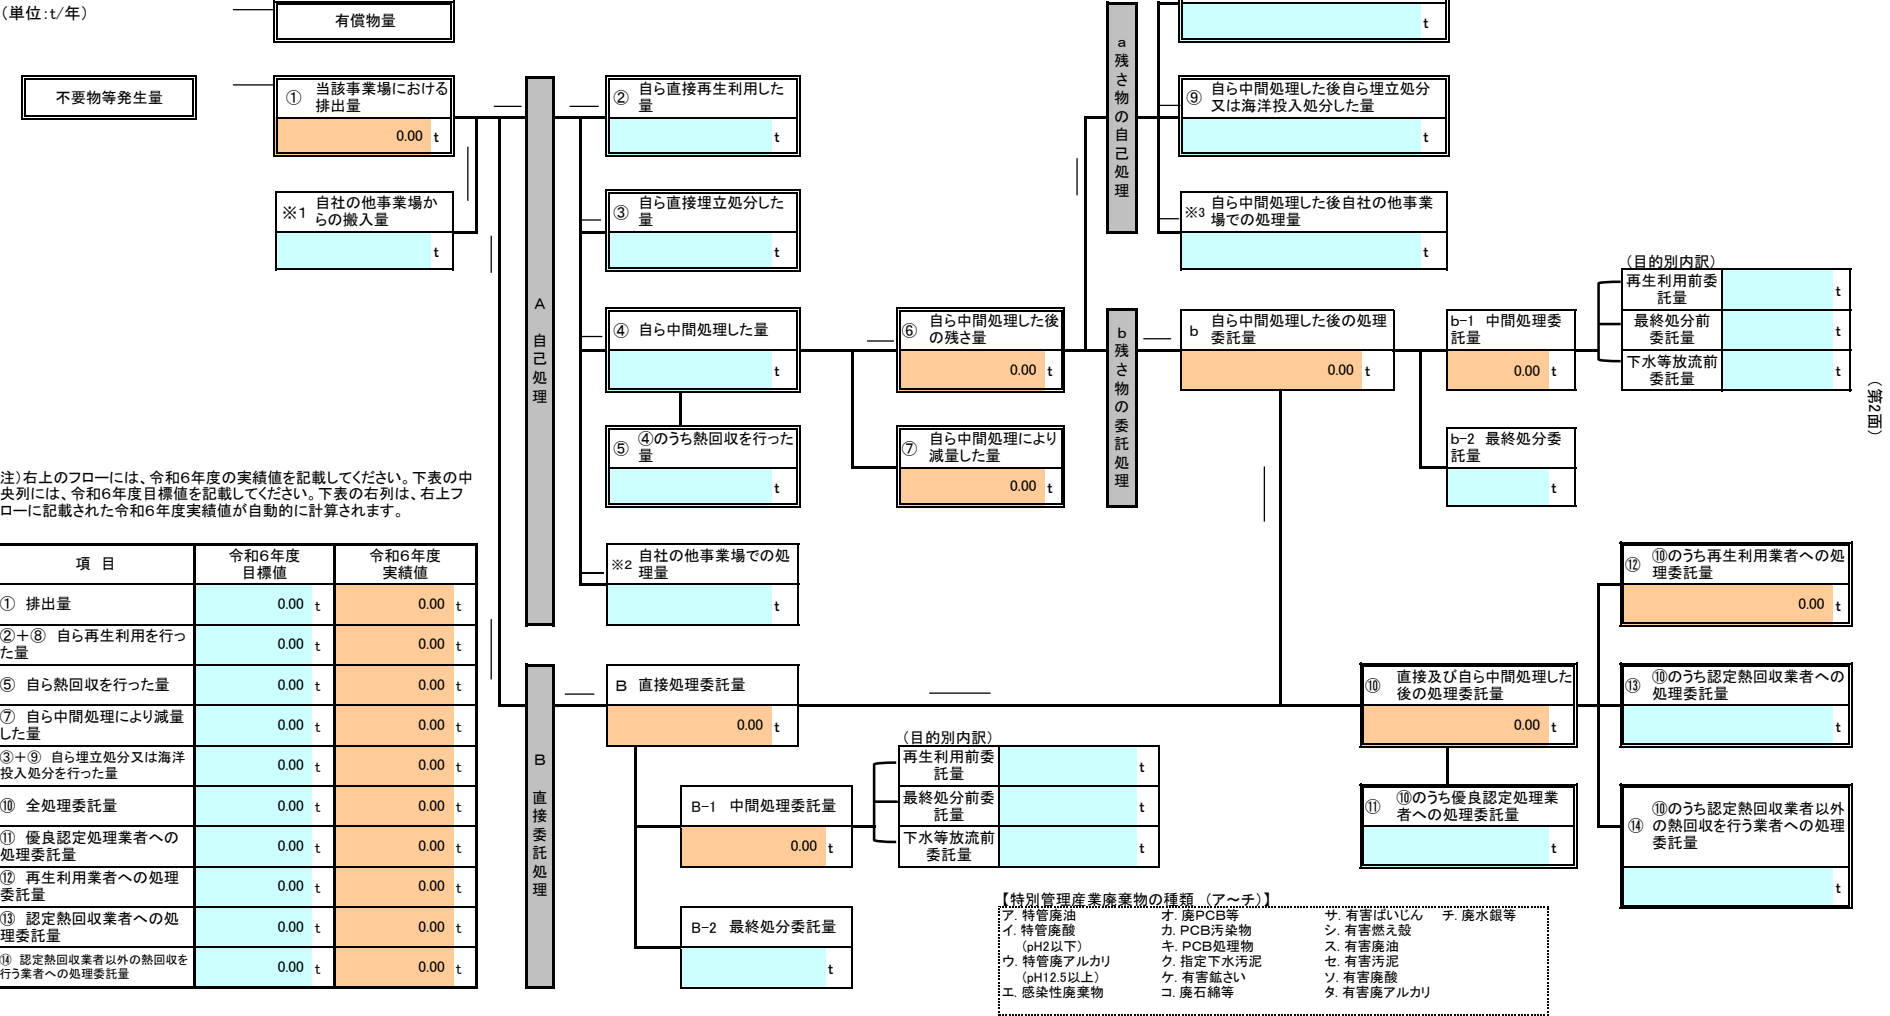 （単位：t/年）
有償物量
t
不要物等発生量
①
当該事業場における
排出量
0.00 t
※1
自社の他事業場か
らの搬入量
t
A
自
己
処
理
②
自ら直接再生利用した
量
t
③
自ら直接埋立処分した
量
t
④ 自ら中間処理した量
t
⑤
④のうち熱回収を行った
量
t
※2
自社の他事業場での処
理量
t
⑥
自ら中間処理した後
の残さ量
0.00 t
⑦
自ら中間処理により
減量した量
0.00 t
a
残
さ
物
の
自
己
処
理
⑨
自ら中間処理した後自ら埋立処分
又は海洋投入処分した量
t
※3
自ら中間処理した後自社の他事業
場での処理量
t
b
残
さ
物
の
委
託
処
理
b
自ら中間処理した後の処理
委託量
0.00 t
b-1 中間処理委
託量
0.00 t
（目的別内訳）
再生利用前委
託量
t
最終処分前
委託量
t
下水等放流前
委託量
t
b-2 最終処分委
託量
t
（第2面）
注）右上のフローには、令和6年度の実績値を記載してください。下表の中
央列には、令和6年度目標値を記載してください。下表の右列は、右上フ
ローに記載された令和6年度実績値が自動的に計算されます。
項 目
令和6年度
目標値
令和6年度
実績値
① 排出量
0.00 t
0.00 t
②＋⑧ 自ら再生利用を行っ
た量
0.00 t
0.00 t
⑤ 自ら熱回収を行った量
0.00 t
0.00 t
⑦ 自ら中間処理により減量
した量
0.00 t
0.00 t
③＋⑨ 自ら埋立処分又は海洋
投入処分を行った量
0.00 t
0.00 t
⑩ 全処理委託量
0.00 t
0.00 t
⑪ 優良認定処理業者への
処理委託量
0.00 t
0.00 t
⑫ 再生利用業者への処理
委託量
0.00 t
0.00 t
⑬ 認定熱回収業者への処
理委託量
0.00 t
0.00 t
⑭ 認定熱回収業者以外の熱回収を
行う業者への処理委託量
0.00 t
0.00 t
B
直
接
委
託
処
理
B 直接処理委託量
0.00 t
B-1 中間処理委託量
0.00 t
（目的別内訳）
再生利用前委
託量
t
最終処分前委
託量
t
下水等放流前
委託量
t
B-2 最終処分委託量
t
⑩
直接及び自ら中間処理した
後の処理委託量
0.00 t
⑪
⑩のうち優良認定処理業
者への処理委託量
t
⑫
⑩のうち再生利用業者への処
理委託量
0.00 t
⑬
⑩のうち認定熱回収業者への
処理委託量
t
⑭
⑩のうち認定熱回収業者以外
の熱回収を行う業者への処理
委託量
t
【特別管理産業廃棄物の種類 （ア～チ）】
ア. 特管廃油
イ. 特管廃酸
（pH2以下）
ウ. 特管廃アルカリ
（pH12.5以上）
エ. 感染性廃棄物
オ. 廃PCB等
カ. PCB汚染物
キ. PCB処理物
ク. 指定下水汚泥
ケ. 有害鉱さい
コ. 廃石綿等
サ. 有害ばいじん
シ. 有害燃え殻
ス. 有害廃油
セ. 有害汚泥
ソ. 有害廃酸
タ. 有害廃アルカリ
チ. 廃水銀等